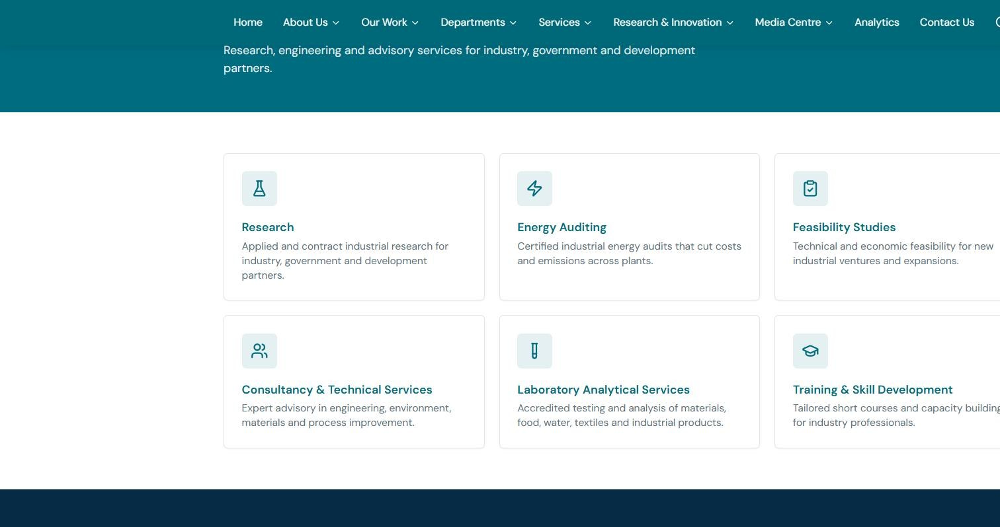 Home About Us Our Work Departments Services Research & Innovation Media Centre Analytics Contact Us
Research, engineering and advisory services for industry, government and development
partners.
Research
Applied and contract industrial research for
industry, government and development
partners.
Energy Auditing
Certified industrial energy audits that cut costs
and emissions across plants.
Feasibility Studies
Technical and economic feasibility for new
industrial ventures and expansions.
Consultancy & Technical Services
Expert advisory in engineering, environment,
materials and process improvement.
Laboratory Analytical Services
Accredited testing and analysis of materials,
food, water, textiles and industrial products.
Training & Skill Development
Tailored short courses and capacity building
for industry professionals.